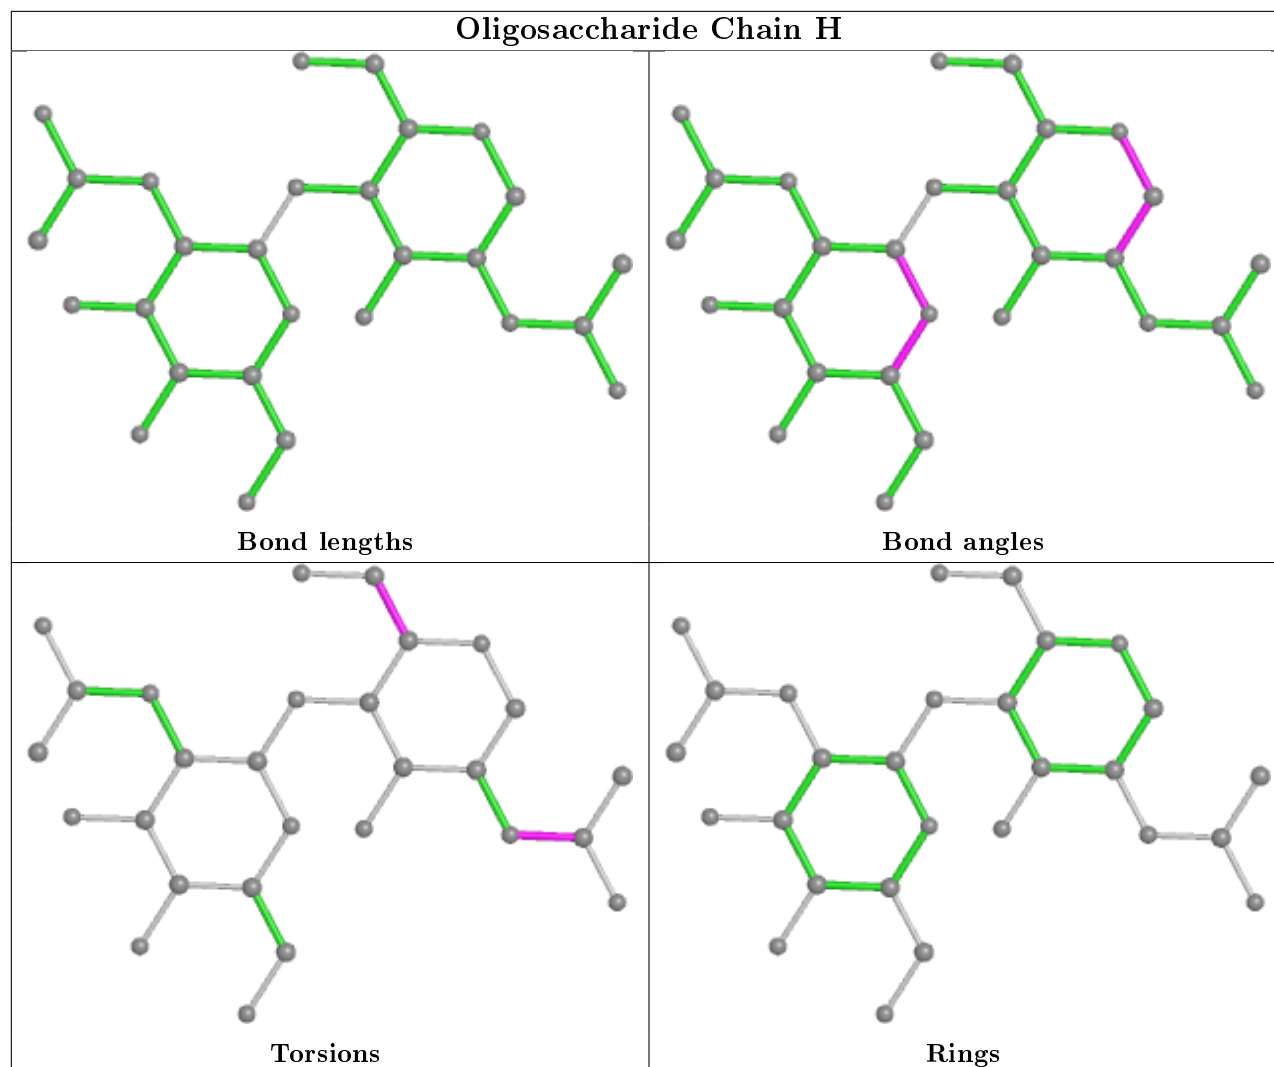 Oligosaccharide Chain H
Bond lengths
Bond angles
Torsions
Rings